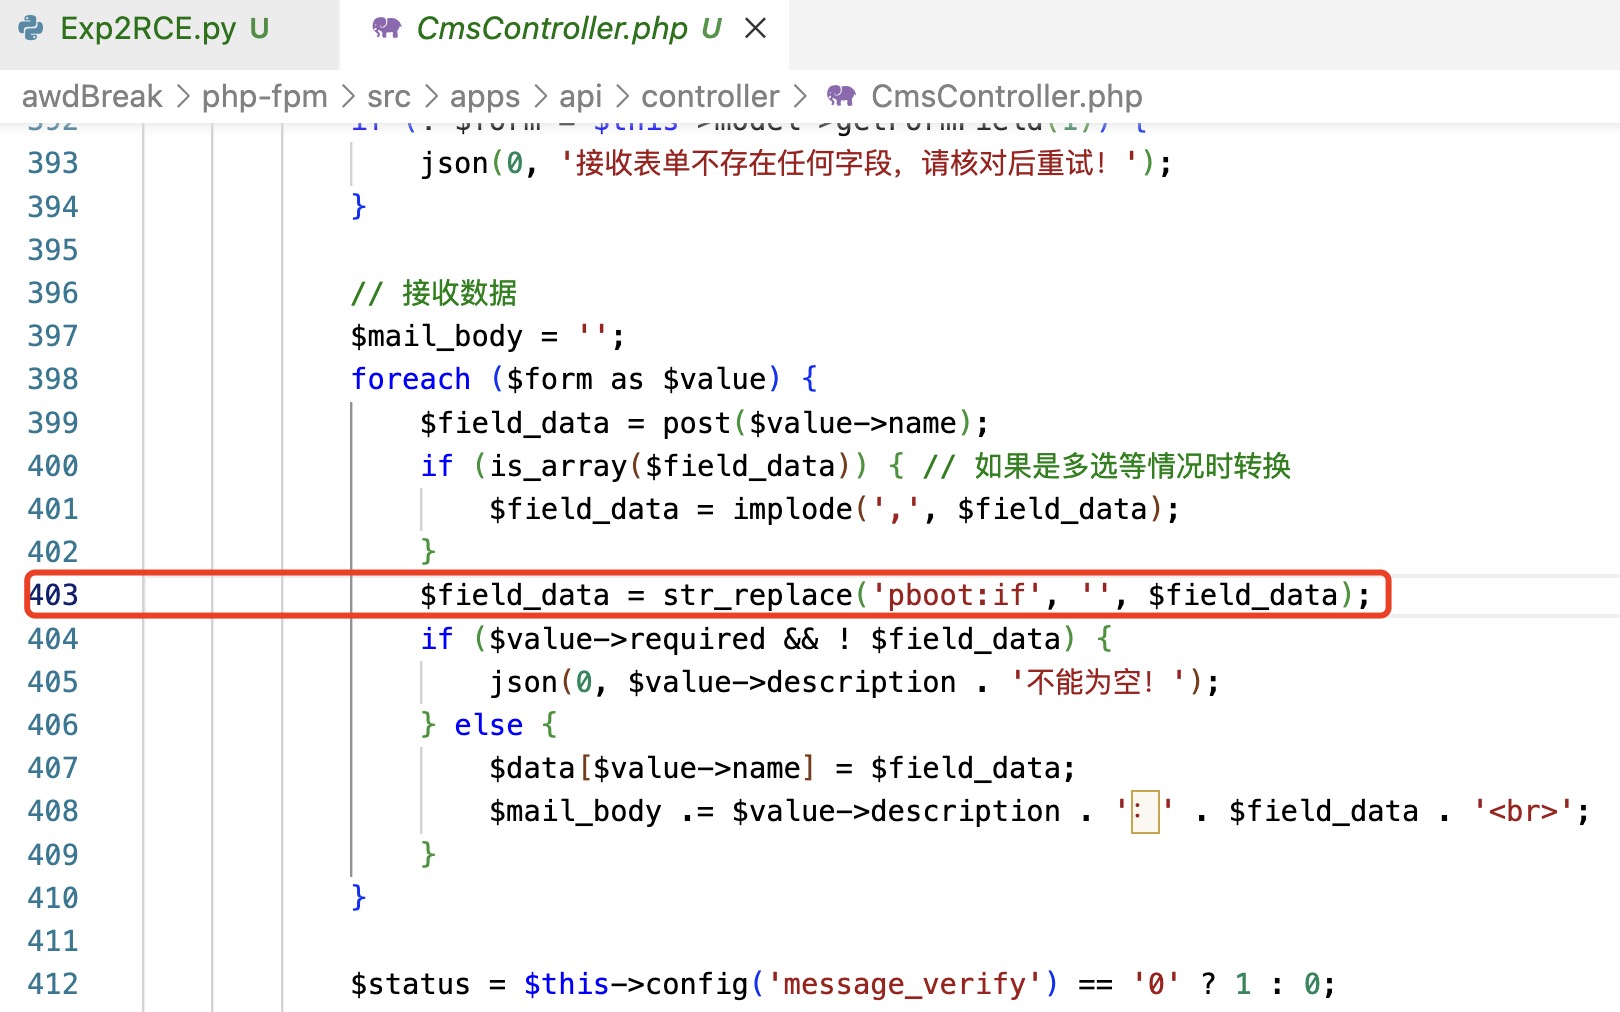 Exp2RCE.py U CmsController.php U
awdBreak > php-fpm > src > apps > api > controller > CmsController.php
392 if (! $form = $this->model->getFormField(1)) {
393 json(0, '接收表单不存在任何字段，请核对后重试！');
394 }
395
396 // 接收数据
397 $mail_body = '';
398 foreach ($form as $value) {
399 $field_data = post($value->name);
400 if (is_array($field_data)) { // 如果是多选等情况时转换
401 $field_data = implode(',', $field_data);
402 }
403 $field_data = str_replace('pboot:if', '', $field_data);
404 if ($value->required && ! $field_data) {
405 json(0, $value->description . '不能为空！');
406 } else {
407 $data[$value->name] = $field_data;
408 $mail_body .= $value->description . '：' . $field_data . '<br>';
409 }
410 }
411
412 $status = $this->config('message_verify') == '0' ? 1 : 0;